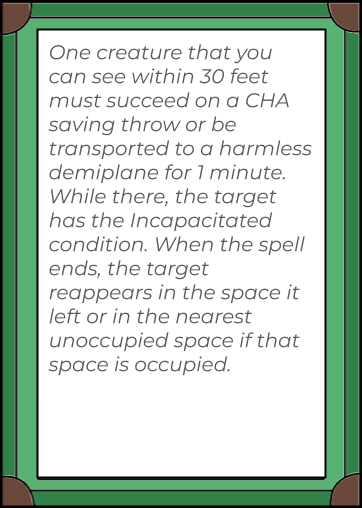 One creature that you
can see within 30 feet
must succeed on a CHA
saving throw or be
transported to a harmless
demiplane for 1 minute.
While there, the target
has the Incapacitated
condition. When the spell
ends, the target
reappears in the space it
left or in the nearest
unoccupied space if that
space is occupied.